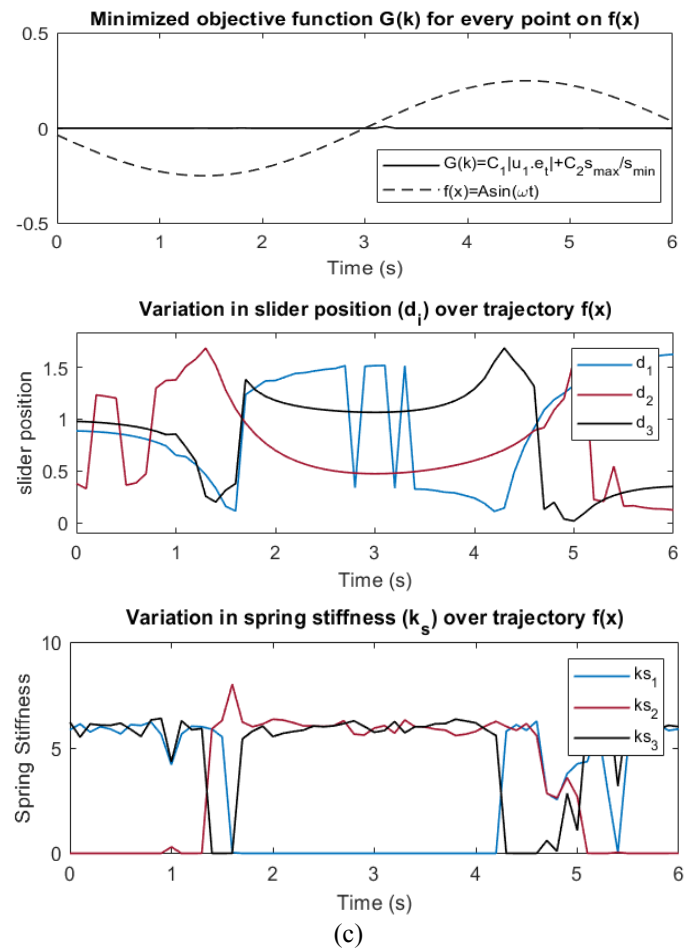 Minimized objective function G(k) for every point on f(x)
0.5
0
-0.5
G(k)=C₁|u₁.eₜ|+C₂sₘₐₓ/sₘᵢₙ
f(x)=Asin(ωt)
0 1 2 3 4 5 6
Time (s)
Variation in slider position (dᵢ) over trajectory f(x)
slider position
1.5
1
0.5
0
d₁
d₂
d₃
0 1 2 3 4 5 6
Time (s)
Variation in spring stiffness (kₛ) over trajectory f(x)
Spring Stiffness
10
5
0
ks₁
ks₂
ks₃
0 1 2 3 4 5 6
Time (s)
(c)